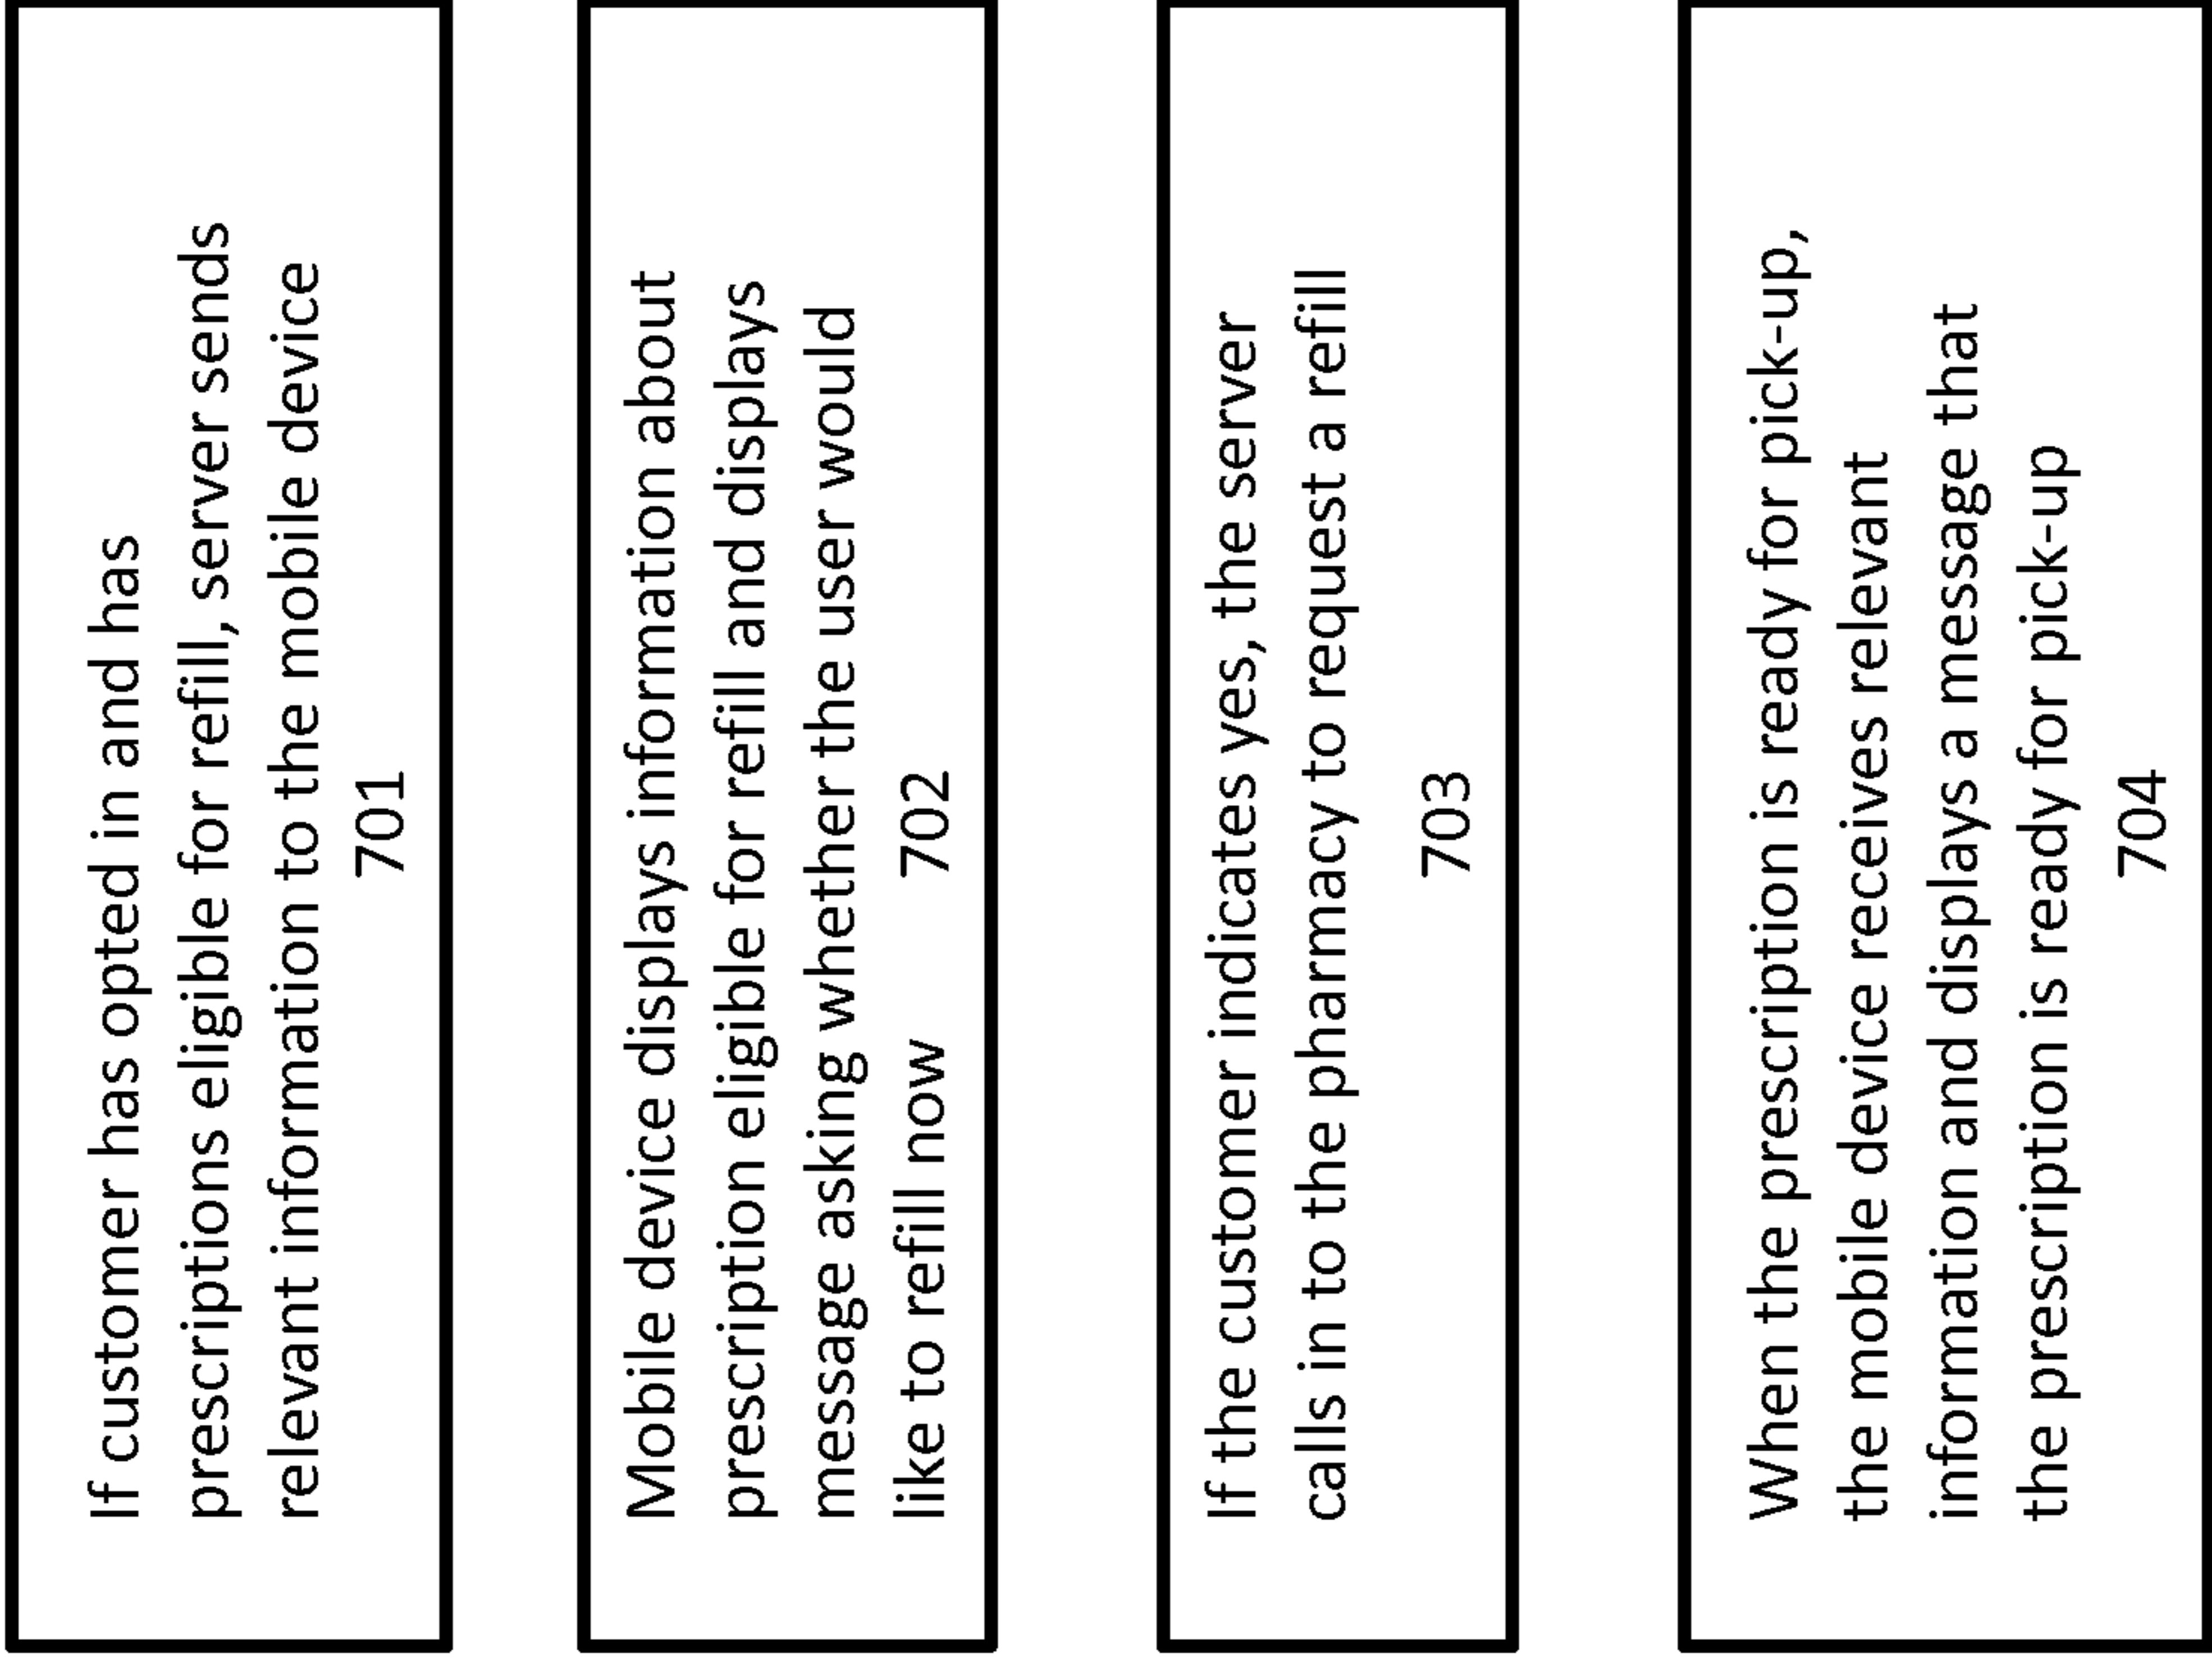 If customer has opted in and has
prescriptions eligible for refill, server sends
relevant information to the mobile device
701
Mobile device displays information about
prescription eligible for refill and displays
message asking whether the user would
like to refill now 702
If the customer indicates yes, the server
calls in to the pharmacy to request a refill
703
When the prescription is ready for pick-up,
the mobile device receives relevant
information and displays a message that
the prescription is ready for pick-up
704